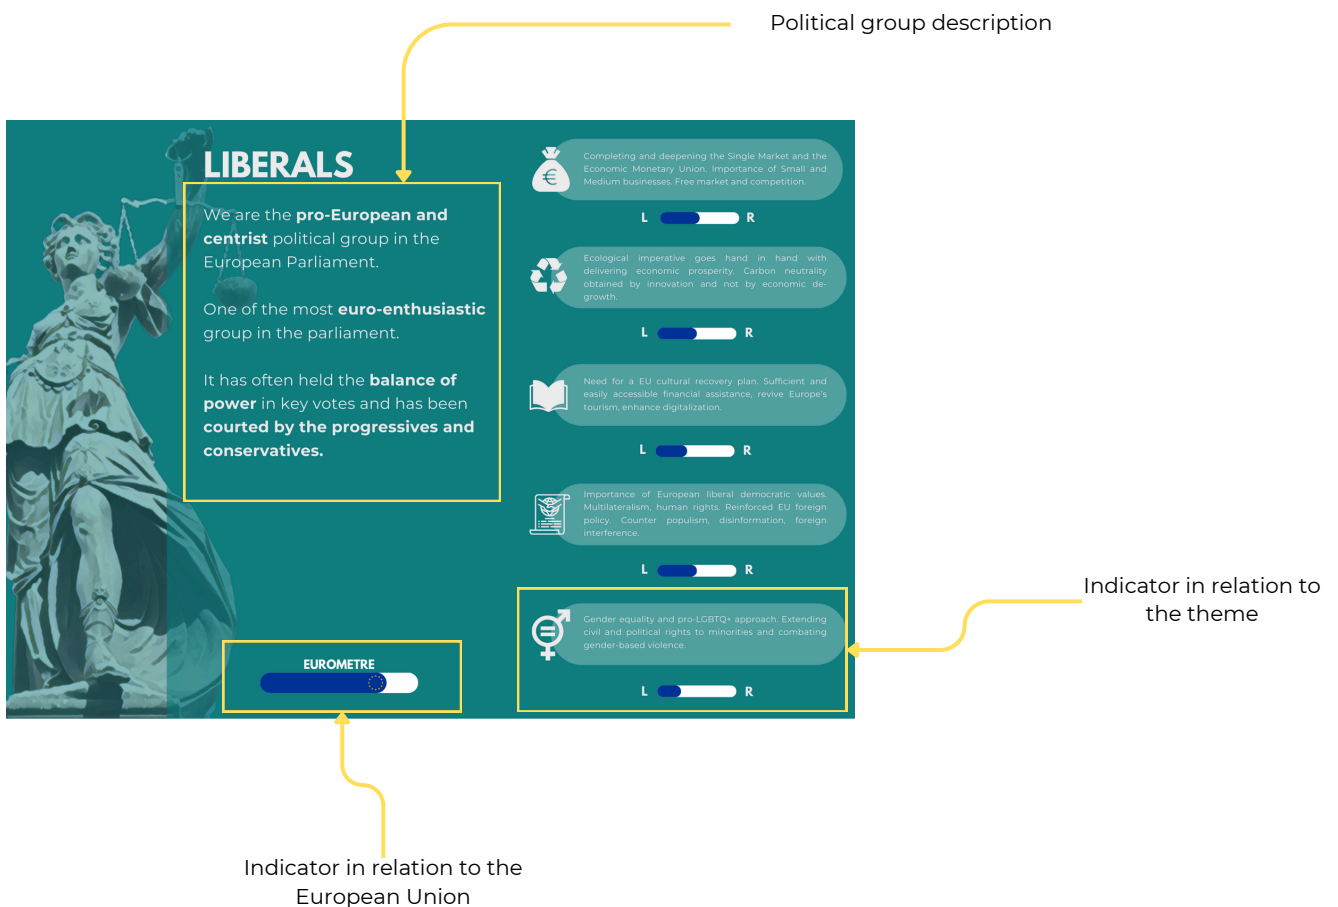 Political group description
LIBERALS
We are the pro-European and
centrist political group in the
European Parliament.
One of the most euro-enthusiastic
group in the parliament.
It has often held the balance of
power in key votes and has been
courted by the progressives and
conservatives.
EUROMETRE
Completing and deepening the Single Market and the
Economic Monetary Union. Importance of Small and
Medium businesses. Free market and competition.
L R
Ecological imperative goes hand in hand with
delivering economic prosperity. Carbon neutrality
obtained by innovation and not by economic de-
growth.
L R
Need for a EU cultural recovery plan. Sufficient and
easily accessible financial assistance, revive Europe's
tourism, enhance digitalization.
L R
Importance of European liberal democratic values.
Multilateralism, human rights. Reinforced EU foreign
policy. Counter populism, disinformation, foreign
interference.
L R
Gender equality and pro-LGBTQ+ approach. Extending
civil and political rights to minorities and combating
gender-based violence.
L R
Indicator in relation to
the theme
Indicator in relation to the
European Union